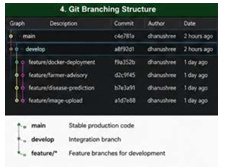 4. Git Branching Structure
Graph Description Commit Author Date
main c4e781a dhanushree 2 hours ago
develop a8f92d1 dhanushree 2 hours ago
feature/docker-deployment f9a352b dhanushree 1 day ago
feature/farmer-advisory d2c9f45 dhanushree 1 day ago
feature/disease-prediction b7e3a91 dhanushree 1 day ago
feature/image-upload a1d7e88 dhanushree 1 day ago
main Stable production code
develop Integration branch
feature/* Feature branches for development